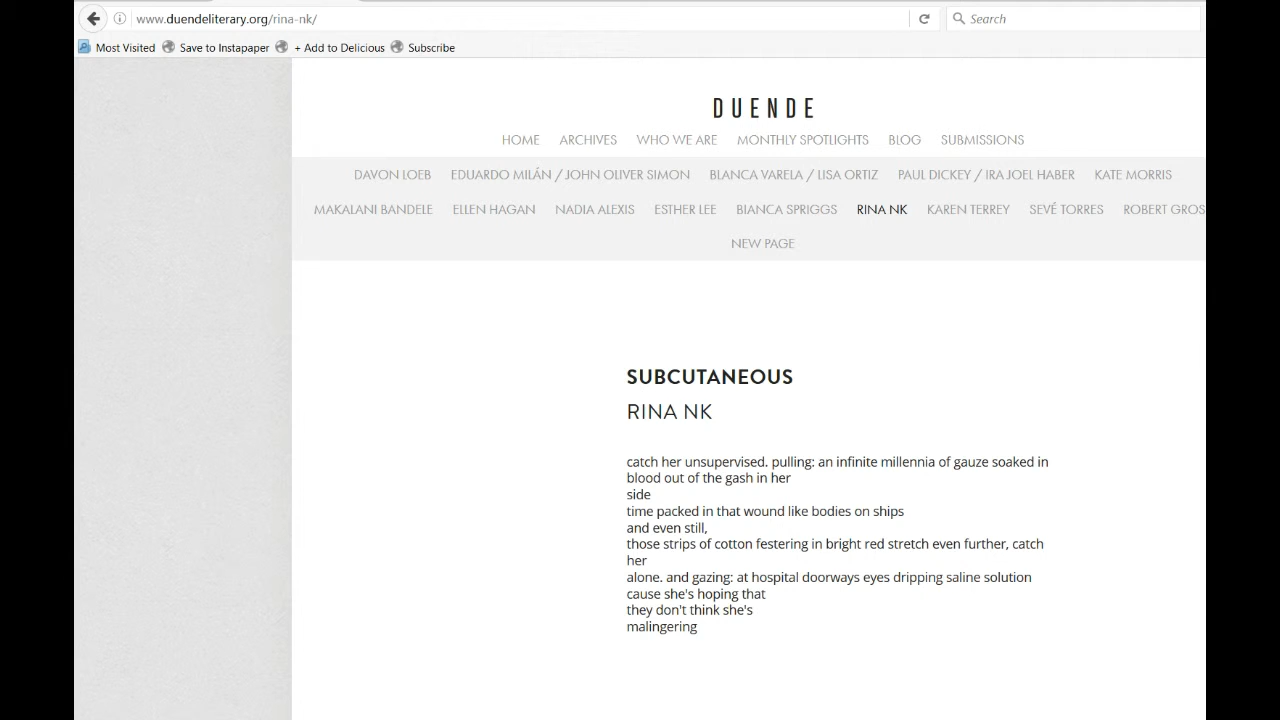 www.duendeliterary.org/rina-nk/
Search
Most Visited Save to Instapaper + Add to Delicious Subscribe
DUENDE
HOME ARCHIVES WHO WE ARE MONTHLY SPOTLIGHTS BLOG SUBMISSIONS
DAVON LOEB EDUARDO MILÁN / JOHN OLIVER SIMON BLANCA VARELA / LISA ORTIZ PAUL DICKEY / IRA JOEL HABER KATE MORRIS
MAKALANI BANDELE ELLEN HAGAN NADIA ALEXIS ESTHER LEE BIANCA SPRIGGS RINA NK KAREN TERREY SEVÉ TORRES ROBERT GROS
NEW PAGE
SUBCUTANEOUS
RINA NK
catch her unsupervised. pulling: an infinite millennia of gauze soaked in
blood out of the gash in her
side
time packed in that wound like bodies on ships
and even still,
those strips of cotton festering in bright red stretch even further, catch
her
alone. and gazing: at hospital doorways eyes dripping saline solution
cause she's hoping that
they don't think she's
malingering